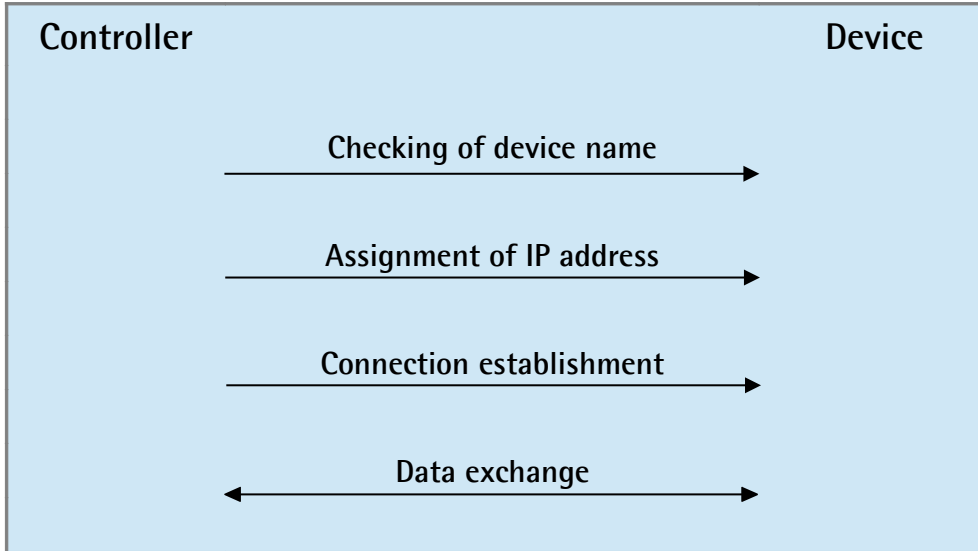 Controller
Device
Checking of device name
Assignment of IP address
Connection establishment
Data exchange